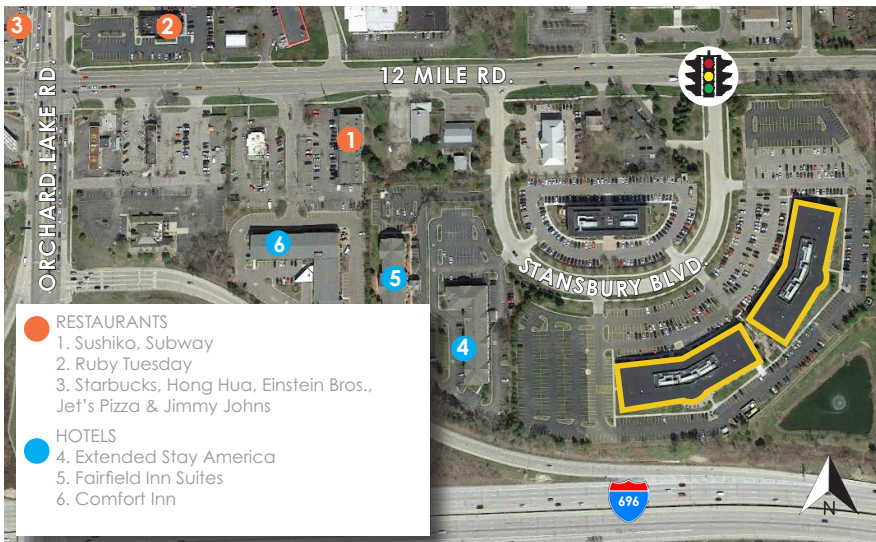 3
2
12 MILE RD.
ORCHARD LAKE RD.
1
6
5
STANSBURY BLVD.
4
RESTAURANTS
1. Sushiko, Subway
2. Ruby Tuesday
3. Starbucks, Hong Hua, Einstein Bros.,
Jet's Pizza & Jimmy Johns
HOTELS
4. Extended Stay America
5. Fairfield Inn Suites
6. Comfort Inn
696
N